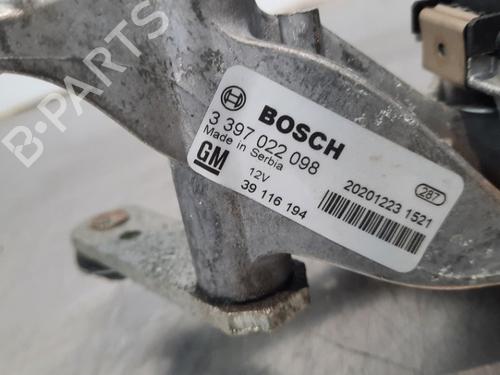 B-PARTS
BOSCH
3 397 022 098
Made in Serbia
GM
12V
39 116 194
287
20201223 1521